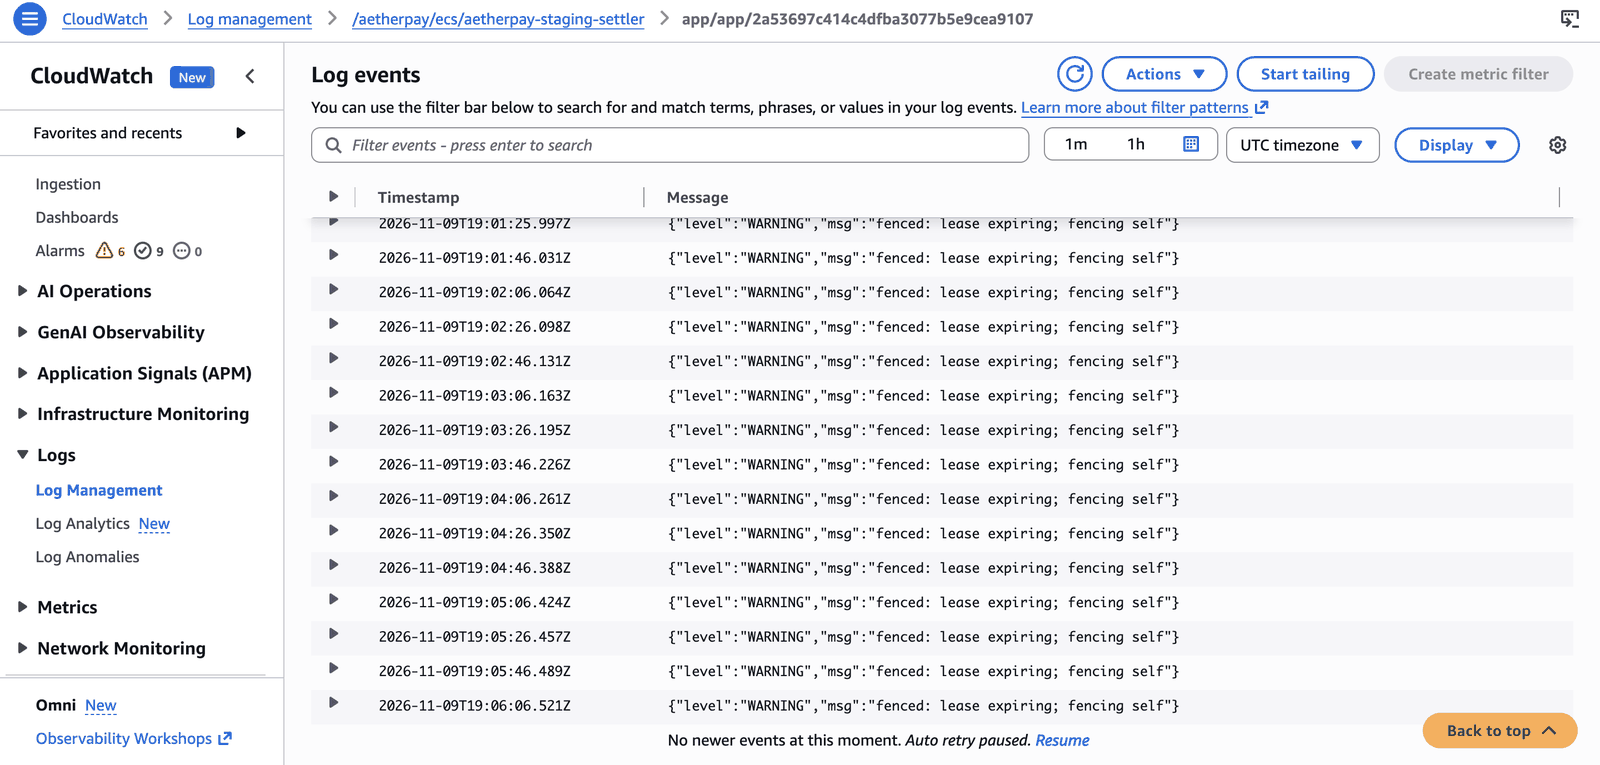 CloudWatch > Log management > /aetherpay/ecs/aetherpay-staging-settler > app/app/2a53697c414c4dfba3077b5e9cea9107
CloudWatch New
Favorites and recents
Ingestion
Dashboards
Alarms 6 9 0
AI Operations
GenAI Observability
Application Signals (APM)
Infrastructure Monitoring
Logs
Log Management
Log Analytics New
Log Anomalies
Metrics
Network Monitoring
Omni New
Observability Workshops
Log events
Actions
Start tailing
Create metric filter
You can use the filter bar below to search for and match terms, phrases, or values in your log events. Learn more about filter patterns
Filter events - press enter to search
1m 1h
UTC timezone
Display
Timestamp Message
2026-11-09T19:01:25.997Z {"level":"WARNING","msg":"fenced: lease expiring; fencing self"}
2026-11-09T19:01:46.031Z {"level":"WARNING","msg":"fenced: lease expiring; fencing self"}
2026-11-09T19:02:06.064Z {"level":"WARNING","msg":"fenced: lease expiring; fencing self"}
2026-11-09T19:02:26.098Z {"level":"WARNING","msg":"fenced: lease expiring; fencing self"}
2026-11-09T19:02:46.131Z {"level":"WARNING","msg":"fenced: lease expiring; fencing self"}
2026-11-09T19:03:06.163Z {"level":"WARNING","msg":"fenced: lease expiring; fencing self"}
2026-11-09T19:03:26.195Z {"level":"WARNING","msg":"fenced: lease expiring; fencing self"}
2026-11-09T19:03:46.226Z {"level":"WARNING","msg":"fenced: lease expiring; fencing self"}
2026-11-09T19:04:06.261Z {"level":"WARNING","msg":"fenced: lease expiring; fencing self"}
2026-11-09T19:04:26.350Z {"level":"WARNING","msg":"fenced: lease expiring; fencing self"}
2026-11-09T19:04:46.388Z {"level":"WARNING","msg":"fenced: lease expiring; fencing self"}
2026-11-09T19:05:06.424Z {"level":"WARNING","msg":"fenced: lease expiring; fencing self"}
2026-11-09T19:05:26.457Z {"level":"WARNING","msg":"fenced: lease expiring; fencing self"}
2026-11-09T19:05:46.489Z {"level":"WARNING","msg":"fenced: lease expiring; fencing self"}
2026-11-09T19:06:06.521Z {"level":"WARNING","msg":"fenced: lease expiring; fencing self"}
No newer events at this moment. Auto retry paused. Resume
Back to top